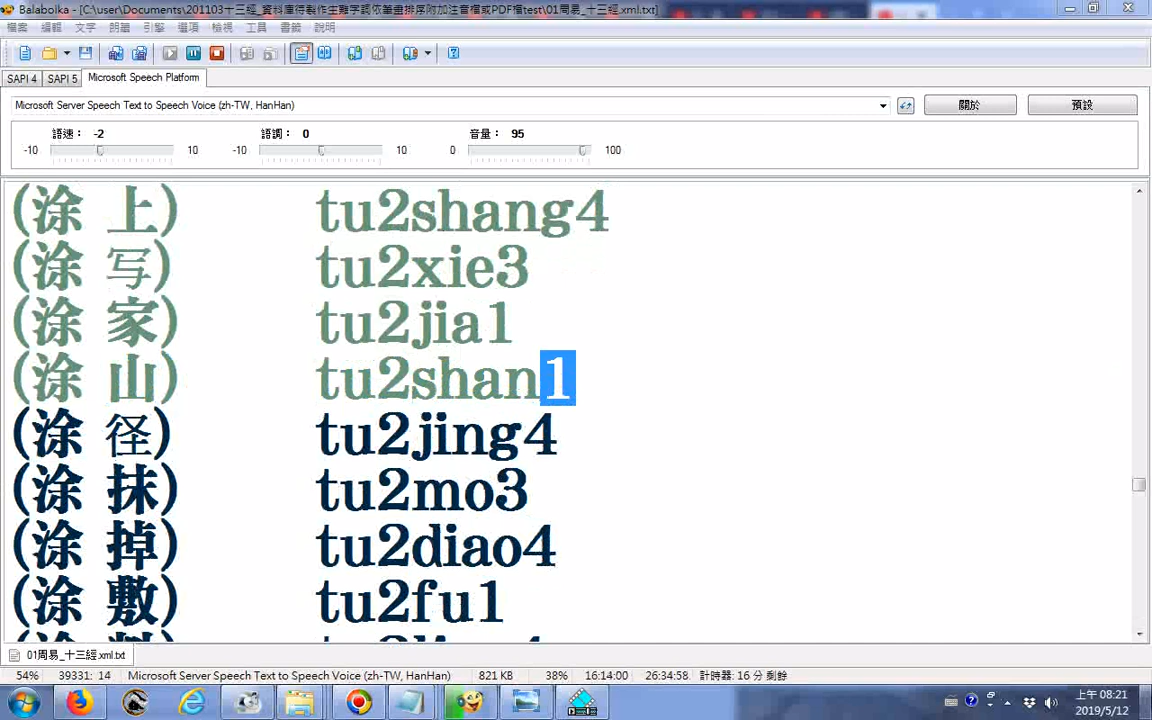 Balabolka - [C:\user\Documents\201103十三經_資料庫得製作生難字詞依筆畫排序附加注音檔或PDF檔test\01周易_十三經.xml.txt]
檔案 編輯 文字 朗讀 引擎 選項 檢視 工具 書籤 說明
SAPI 4 SAPI 5 Microsoft Speech Platform
Microsoft Server Speech Text to Speech Voice (zh-TW, HanHan) 關於 預設
語速： -2 語調： 0 音量： 95
-10 10 -10 10 0 100
(涂 上) tu2shang4
(涂 写) tu2xie3
(涂 家) tu2jia1
(涂 山) tu2shan1
(涂 径) tu2jing4
(涂 抹) tu2mo3
(涂 掉) tu2diao4
(涂 敷) tu2fu1
01周易_十三經.xml.txt
54% 39331: 14 Microsoft Server Speech Text to Speech Voice (zh-TW, HanHan) 821 KB 38% 16:14:00 26:34:58 計時器: 16 分 剩餘
上午 08:21
2019/5/12